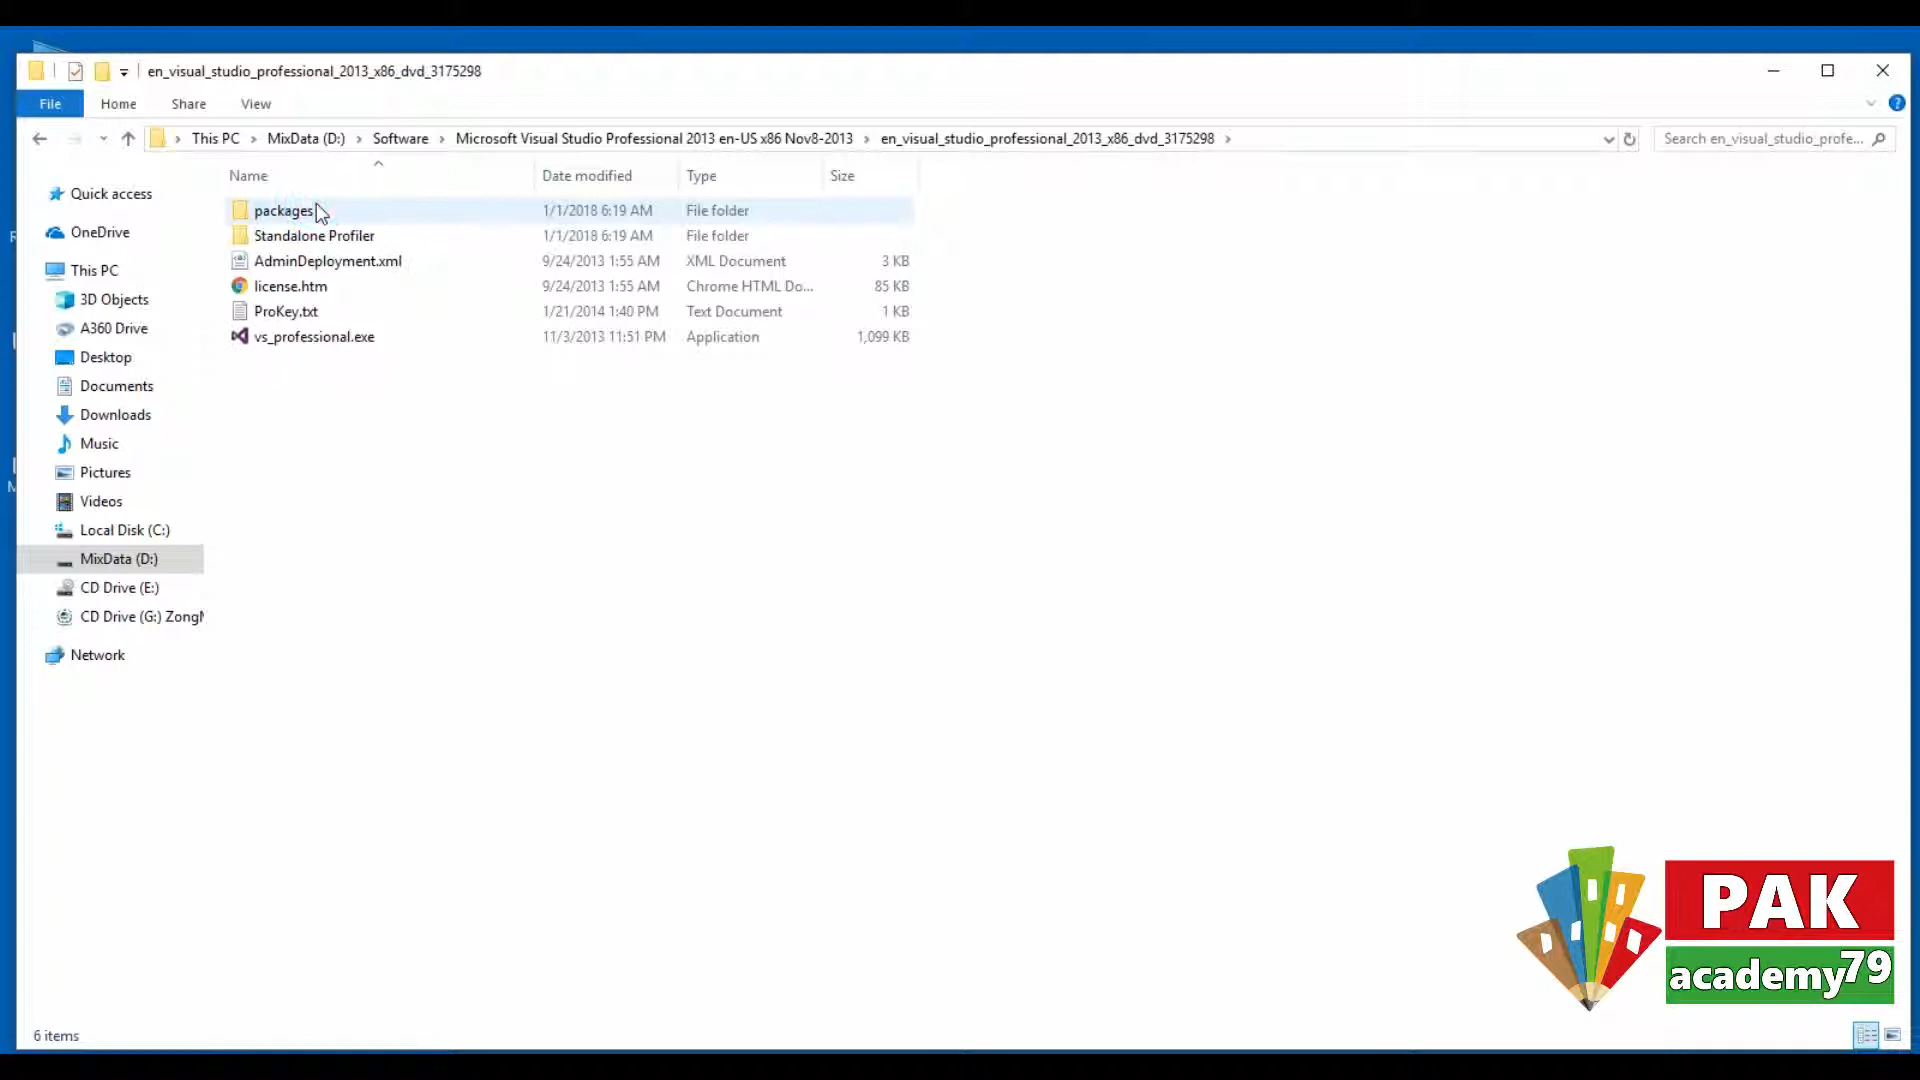 en_visual_studio_professional_2013_x86_dvd_3175298
File Home Share View
This PC MixData (D:) Software Microsoft Visual Studio Professional 2013 en-US x86 Nov8-2013 en_visual_studio_professional_2013_x86_dvd_3175298
Search en_visual_studio_profe...
Name Date modified Type Size
packages 1/1/2018 6:19 AM File folder
Standalone Profiler 1/1/2018 6:19 AM File folder
AdminDeployment.xml 9/24/2013 1:55 AM XML Document 3 KB
license.htm 9/24/2013 1:55 AM Chrome HTML Do... 85 KB
ProKey.txt 1/21/2014 1:40 PM Text Document 1 KB
vs_professional.exe 11/3/2013 11:51 PM Application 1,099 KB
Quick access
OneDrive
This PC
3D Objects
A360 Drive
Desktop
Documents
Downloads
Music
Pictures
Videos
Local Disk (C:)
MixData (D:)
CD Drive (E:)
CD Drive (G:) Zong
Network
PAK
academy79
6 items